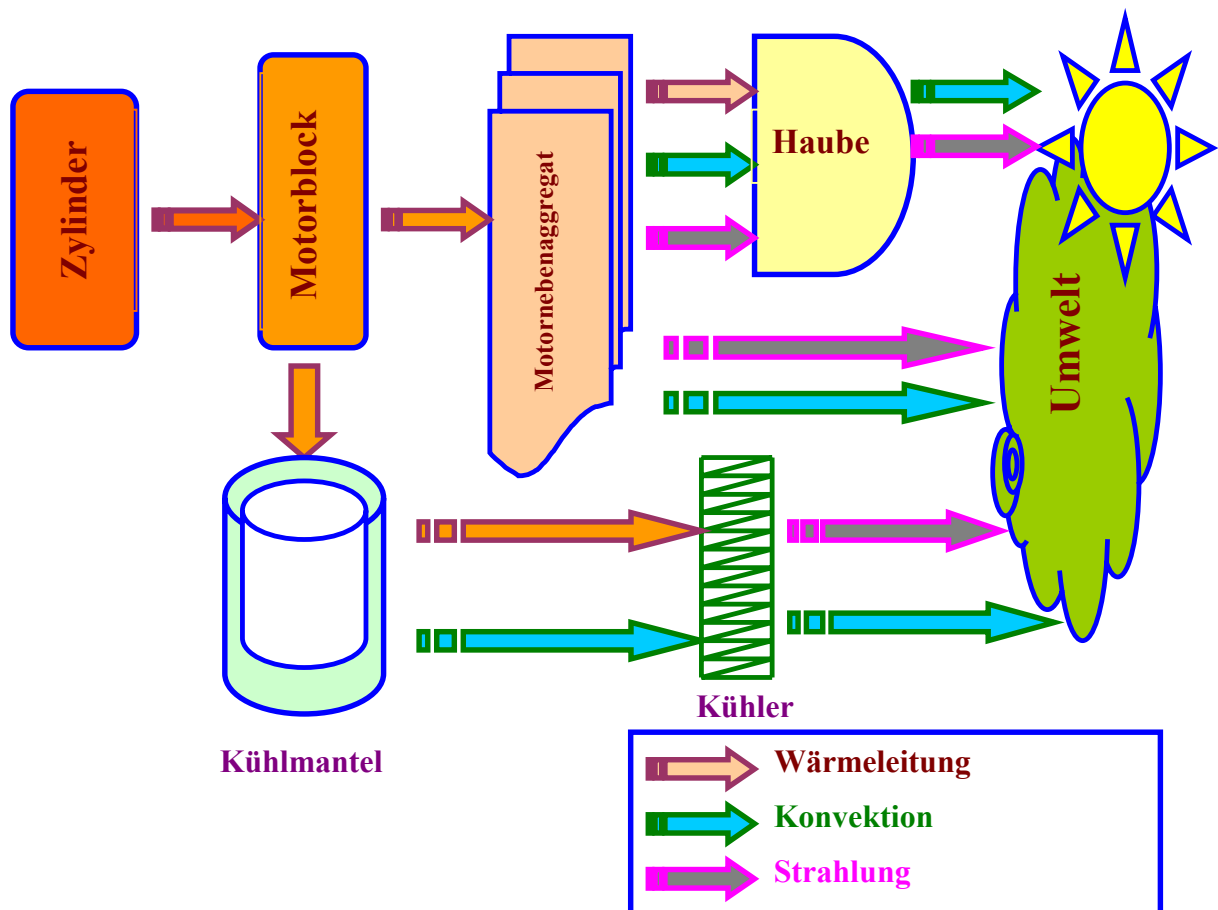 Zylinder
Motorblock
Motornebenaggregat
Haube
Umwelt
Kühlmantel
Kühler
Wärmeleitung
Konvektion
Strahlung